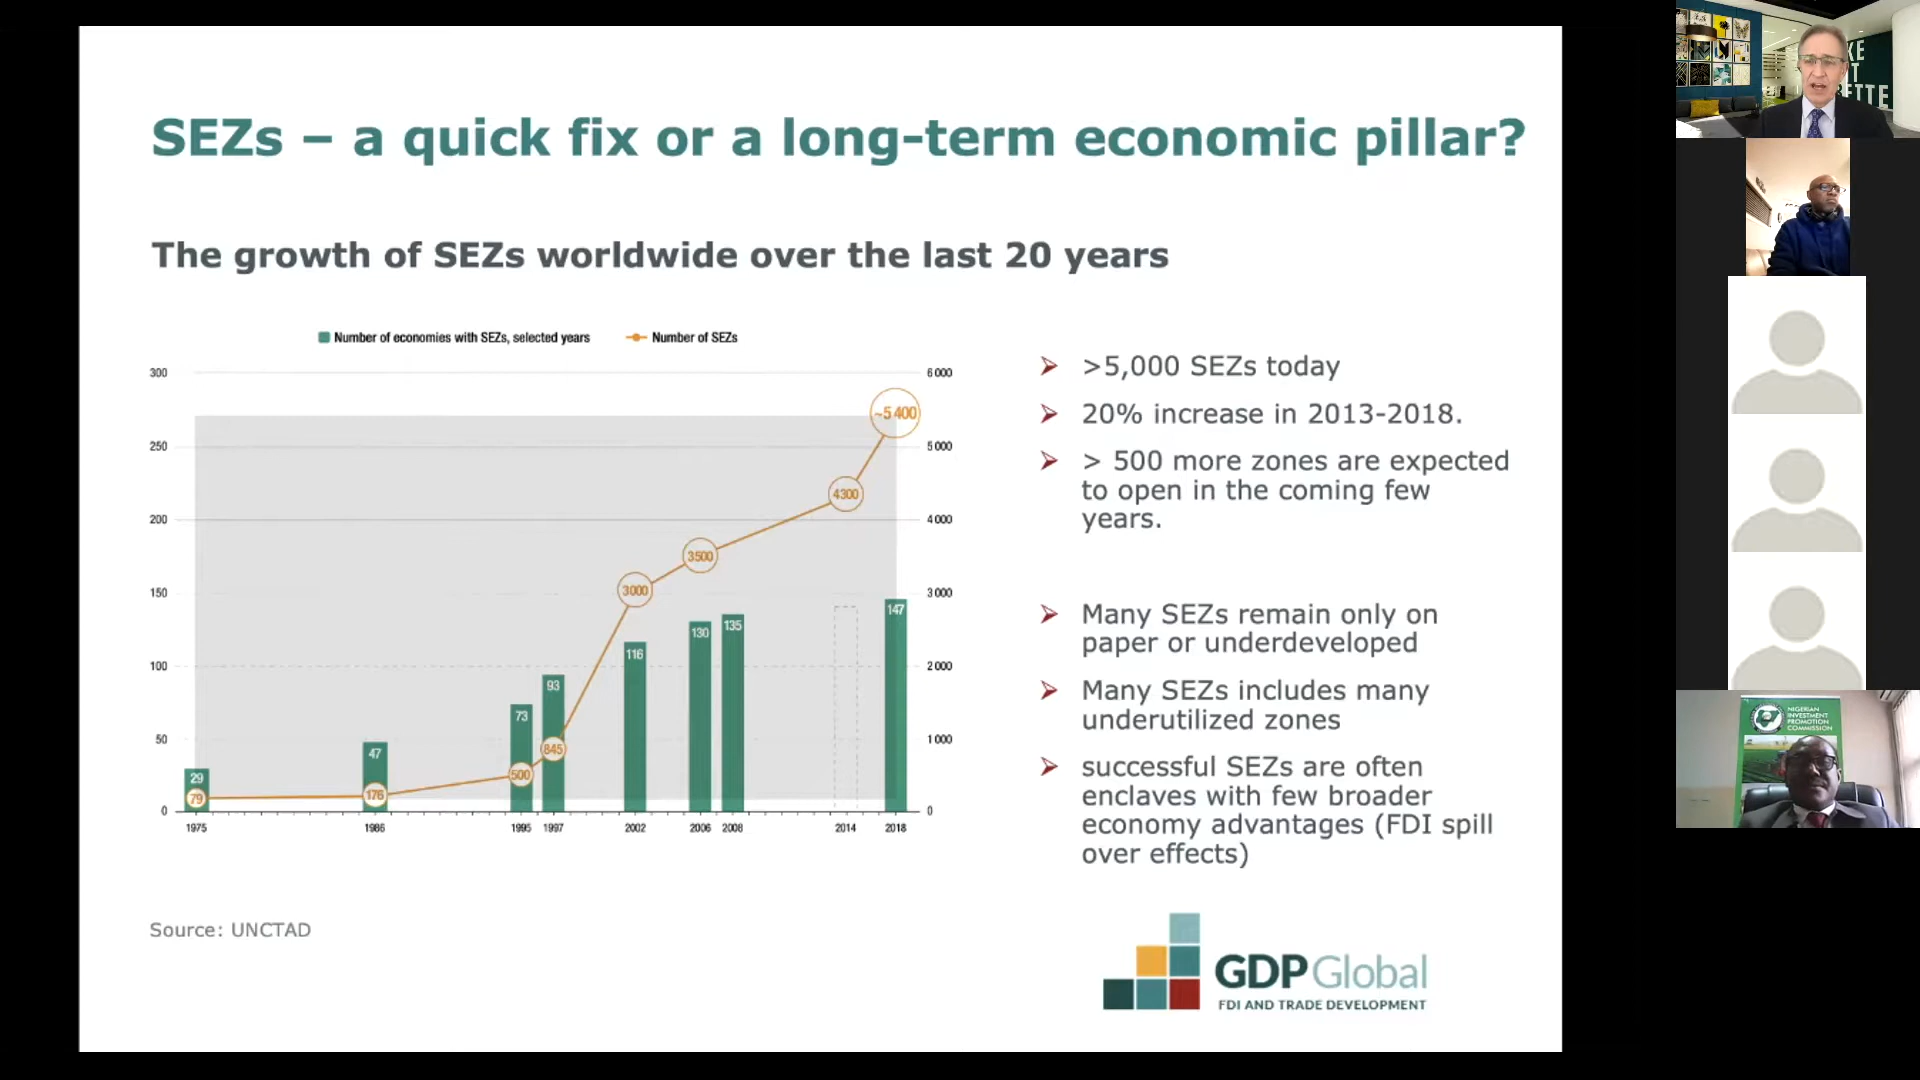 SEZs – a quick fix or a long-term economic pillar?
The growth of SEZs worldwide over the last 20 years
Number of economies with SEZs, selected years
Number of SEZs
300
250
200
150
100
50
0
6 000
5 000
4 000
3 000
2 000
1 000
0
29
47
73
93
116
130
135
147
79
176
500
845
3000
3500
4300
~5 400
1975
1986
1995
1997
2002
2006
2008
2014
2018
>5,000 SEZs today
20% increase in 2013-2018.
> 500 more zones are expected
to open in the coming few
years.
Many SEZs remain only on
paper or underdeveloped
Many SEZs includes many
underutilized zones
successful SEZs are often
enclaves with few broader
economy advantages (FDI spill
over effects)
Source: UNCTAD
GDP Global
FDI AND TRADE DEVELOPMENT
NIGERIAN
INVESTMENT
PROMOTION
COMMISSION